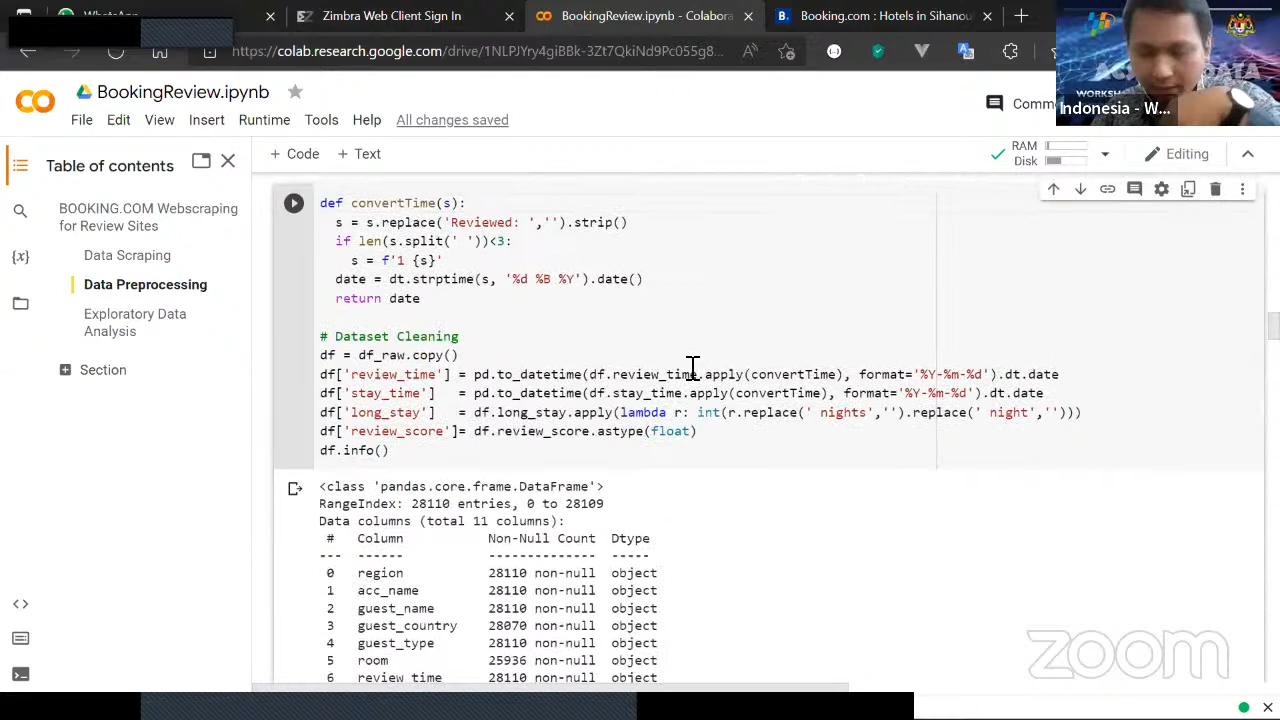 WhatsApp
Zimbra Web Client Sign In
BookingReview.ipynb - Colabora
Booking.com : Hotels in Sihanou
https://colab.research.google.com/drive/1NLPJYry4giBBk-3Zt7QkiNd9Pc055g8...
BookingReview.ipynb
Comme
WORKSH
Indonesia - W...
File Edit View Insert Runtime Tools Help All changes saved
Table of contents
+ Code + Text
RAM
Disk
Editing
BOOKING.COM Webscraping
for Review Sites
Data Scraping
Data Preprocessing
Exploratory Data
Analysis
Section
def convertTime(s):
s = s.replace('Reviewed: ','').strip()
if len(s.split(' '))<3:
s = f'1 {s}'
date = dt.strptime(s, '%d %B %Y').date()
return date
# Dataset Cleaning
df = df_raw.copy()
df['review_time'] = pd.to_datetime(df.review_time.apply(convertTime), format='%Y-%m-%d').dt.date
df['stay_time'] = pd.to_datetime(df.stay_time.apply(convertTime), format='%Y-%m-%d').dt.date
df['long_stay'] = df.long_stay.apply(lambda r: int(r.replace(' nights','').replace(' night','')))
df['review_score']= df.review_score.astype(float)
df.info()
<class 'pandas.core.frame.DataFrame'>
RangeIndex: 28110 entries, 0 to 28109
Data columns (total 11 columns):
# Column Non-Null Count Dtype
--- ------ -------------- -----
0 region 28110 non-null object
1 acc_name 28110 non-null object
2 guest_name 28110 non-null object
3 guest_country 28070 non-null object
4 guest_type 28110 non-null object
5 room 25936 non-null object
6 review_time 28110 non-null object
zoom